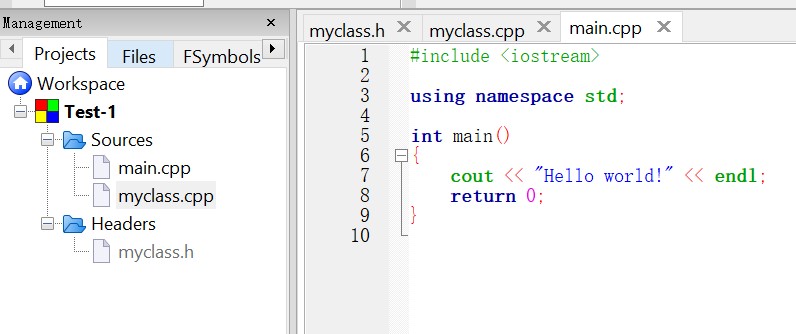 Management ×
Projects Files FSymbols
Workspace
Test-1
Sources
main.cpp
myclass.cpp
Headers
myclass.h
myclass.h myclass.cpp main.cpp
1 #include <iostream>
2
3 using namespace std;
4
5 int main()
6 {
7 cout << "Hello world!" << endl;
8 return 0;
9 }
10